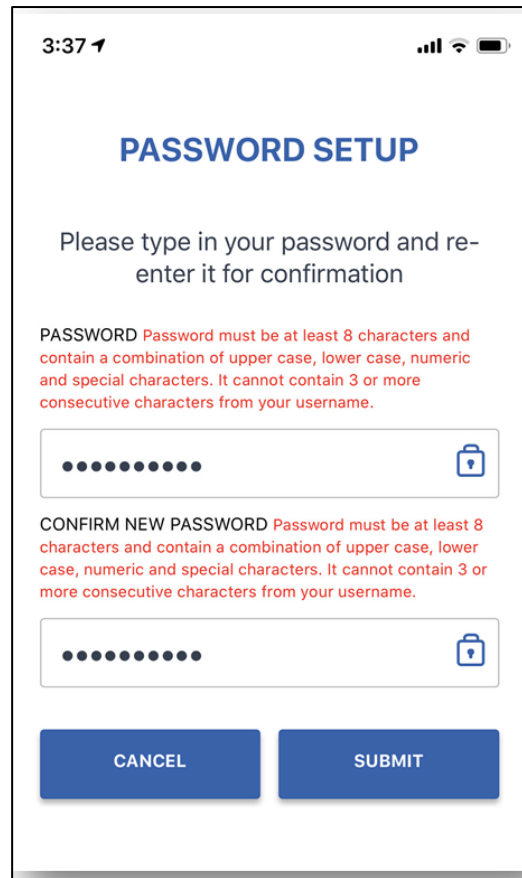 3:37
PASSWORD SETUP
Please type in your password and re-
enter it for confirmation
PASSWORD Password must be at least 8 characters and
contain a combination of upper case, lower case, numeric
and special characters. It cannot contain 3 or more
consecutive characters from your username.
••••••••••
CONFIRM NEW PASSWORD Password must be at least 8
characters and contain a combination of upper case, lower
case, numeric and special characters. It cannot contain 3 or
more consecutive characters from your username.
••••••••••
CANCEL SUBMIT